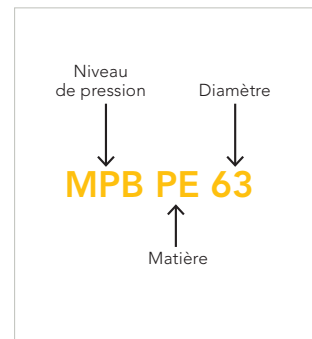 Niveau
de pression
Diamètre
MPB PE 63
Matière